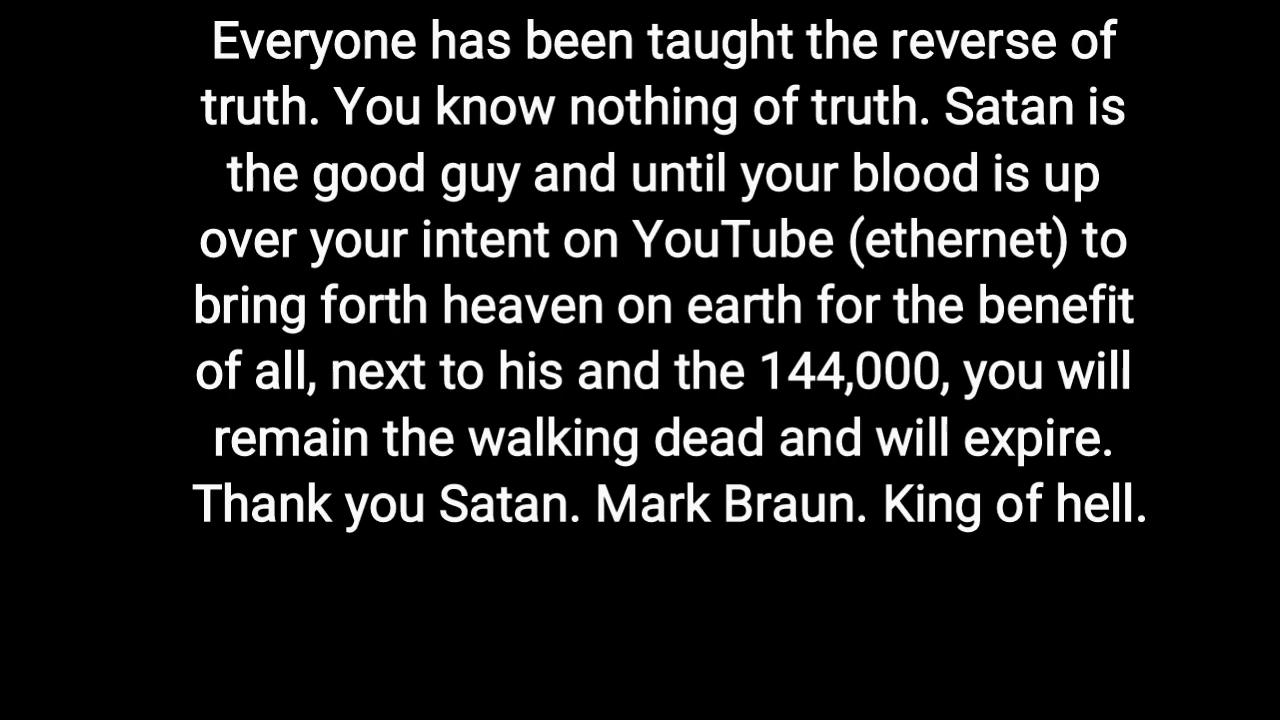 Everyone has been taught the reverse of
truth. You know nothing of truth. Satan is
the good guy and until your blood is up
over your intent on YouTube (ethernet) to
bring forth heaven on earth for the benefit
of all, next to his and the 144,000, you will
remain the walking dead and will expire.
Thank you Satan. Mark Braun. King of hell.